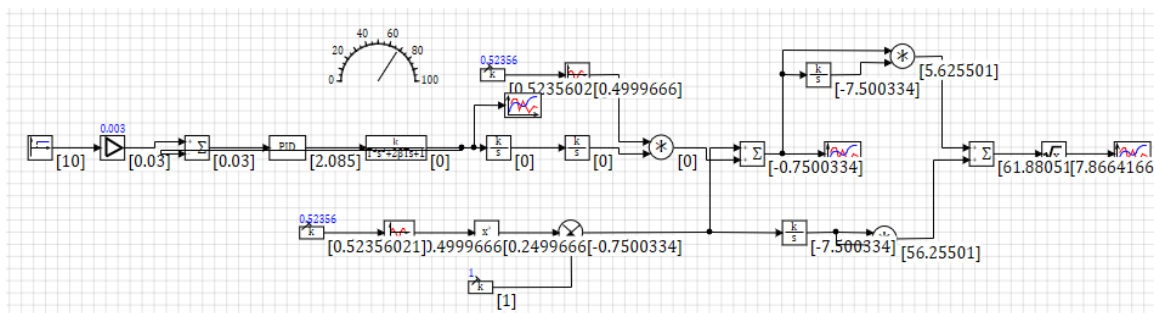 40 60
20 80
0 100
0.52356
k
[0.5235602 [0.4999666]
k
s
[-7.500334]
*
[5.625501]
0.003
[10] [0.03]
Σ
[0.03]
PID
[2.085]
k
[0]
k
s
[0]
k
s
[0]
*
[0]
Σ
[-0.7500334]
Σ
[61.88051 [7.8664166
0.52356
k
[0.52356021] 0.4999666 [0.2499666 [-0.7500334]
k
s
[-7.500334]
[56.25501]
1
k
[1]